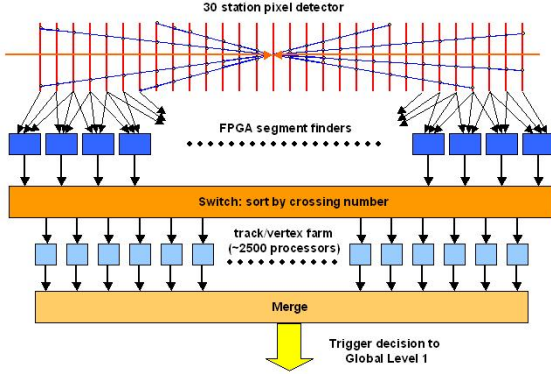 30 station pixel detector
FPGA segment finders
Switch: sort by crossing number
track/vertex farm
(~2500 processors)
Merge
Trigger decision to
Global Level 1